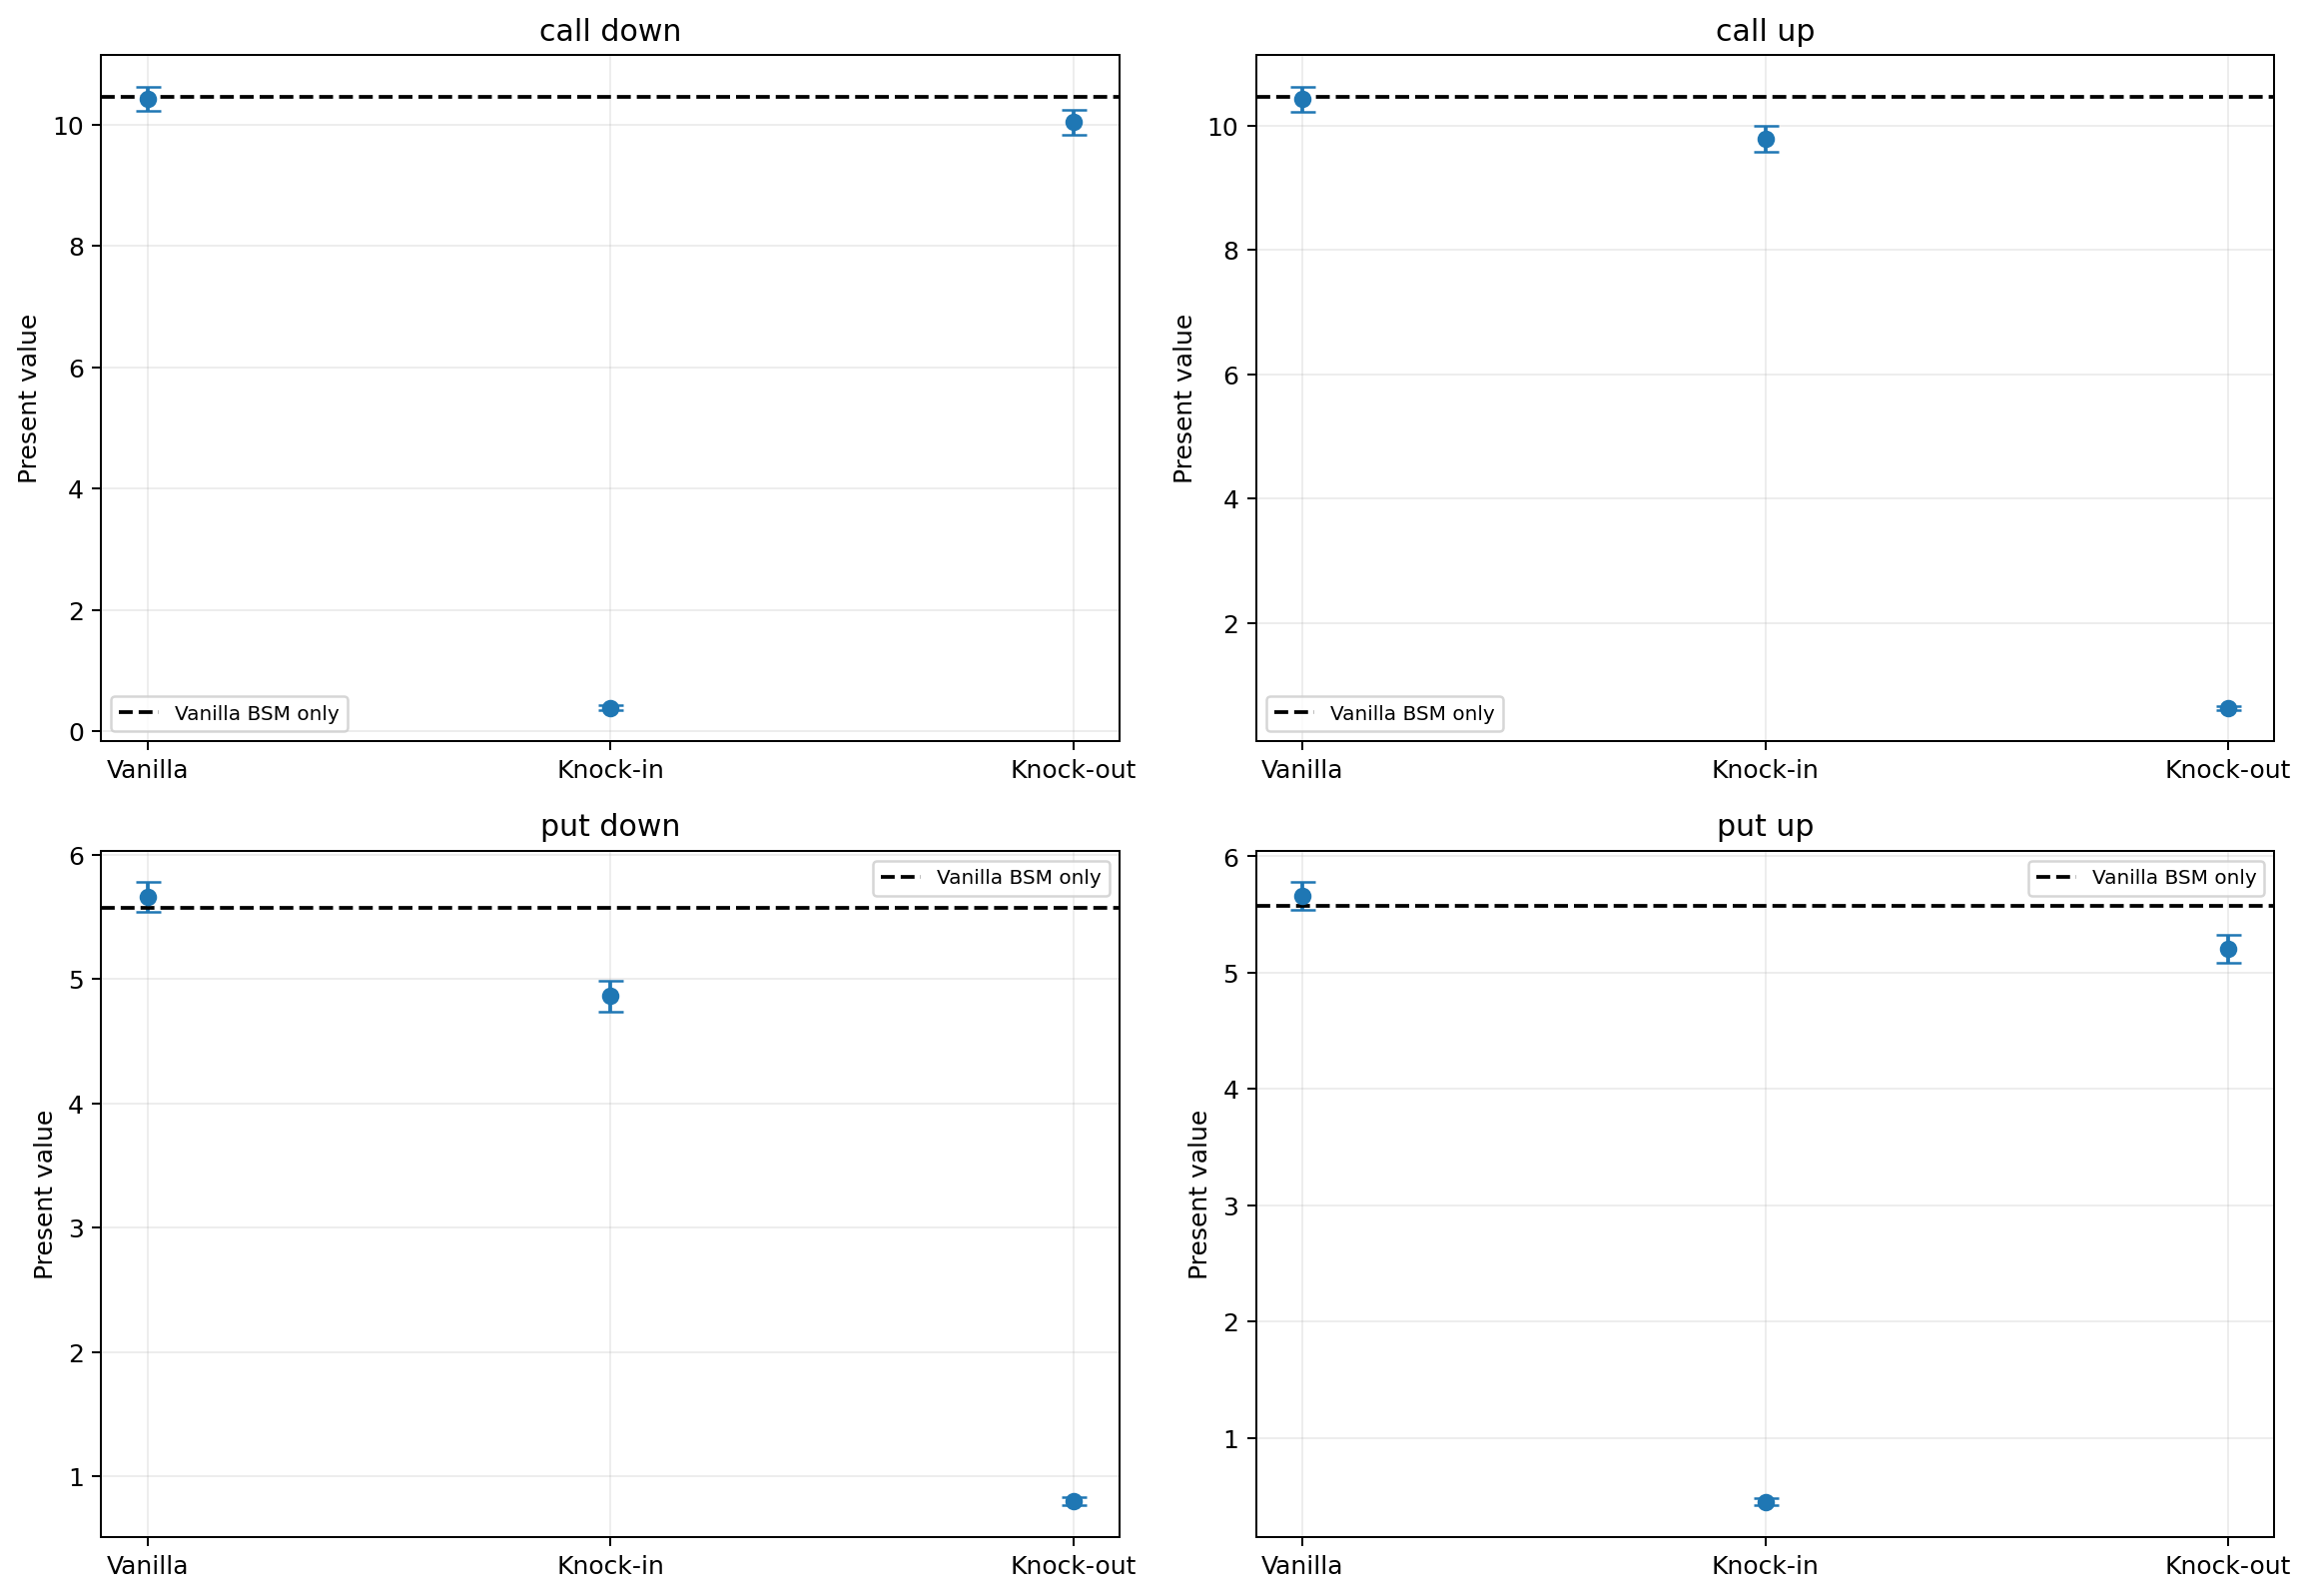 call down
Present value
10
8
6
4
2
0
Vanilla BSM only
Vanilla Knock-in Knock-out
call up
Present value
10
8
6
4
2
Vanilla BSM only
Vanilla Knock-in Knock-out
put down
Present value
6
5
4
3
2
1
Vanilla BSM only
Vanilla Knock-in Knock-out
put up
Present value
6
5
4
3
2
1
Vanilla BSM only
Vanilla Knock-in Knock-out